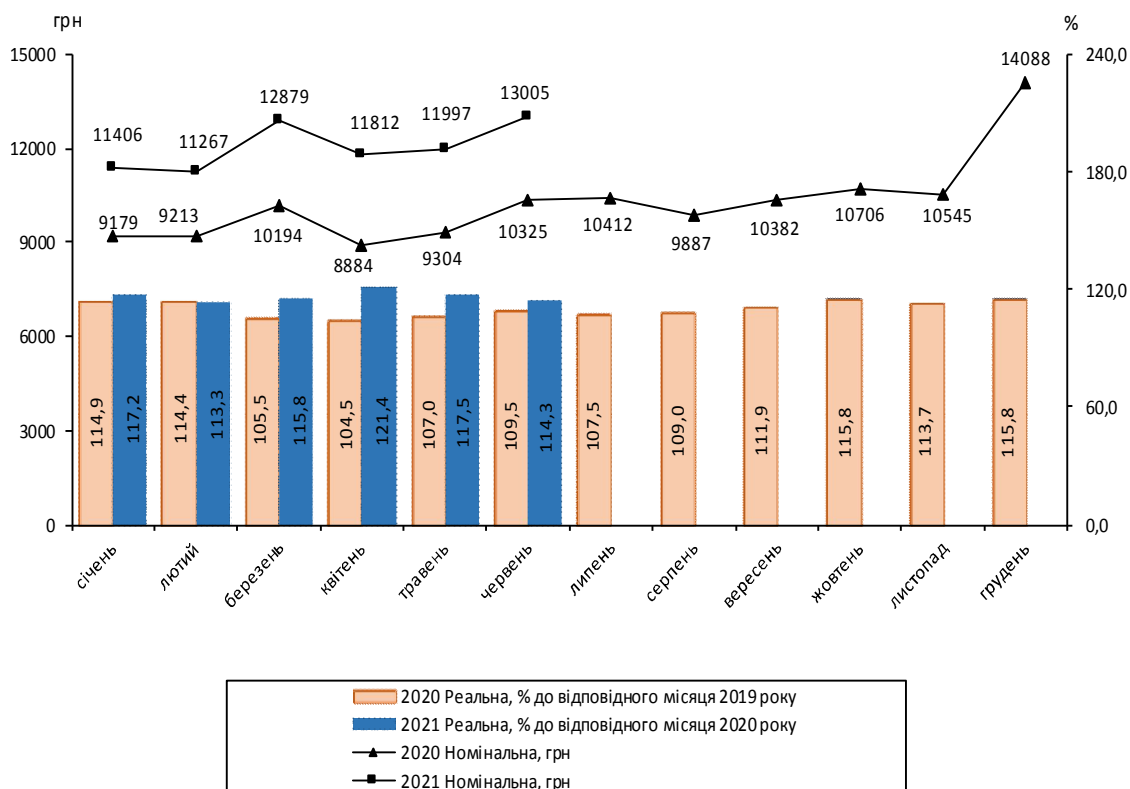 грн
%
15000
12000
9000
6000
3000
0
240,0
180,0
120,0
60,0
0,0
11406
11267
12879
11812
11997
13005
14088
9179
9213
10194
8884
9304
10325
10412
9887
10382
10706
10545
114,9
117,2
114,4
113,3
105,5
115,8
104,5
121,4
107,0
117,5
109,5
114,3
107,5
109,0
111,9
115,8
113,7
115,8
січень
лютий
березень
квітень
травень
червень
липень
серпень
вересень
жовтень
листопад
грудень
2020 Реальна, % до відповідного місяця 2019 року
2021 Реальна, % до відповідного місяця 2020 року
2020 Номінальна, грн
2021 Номінальна, грн